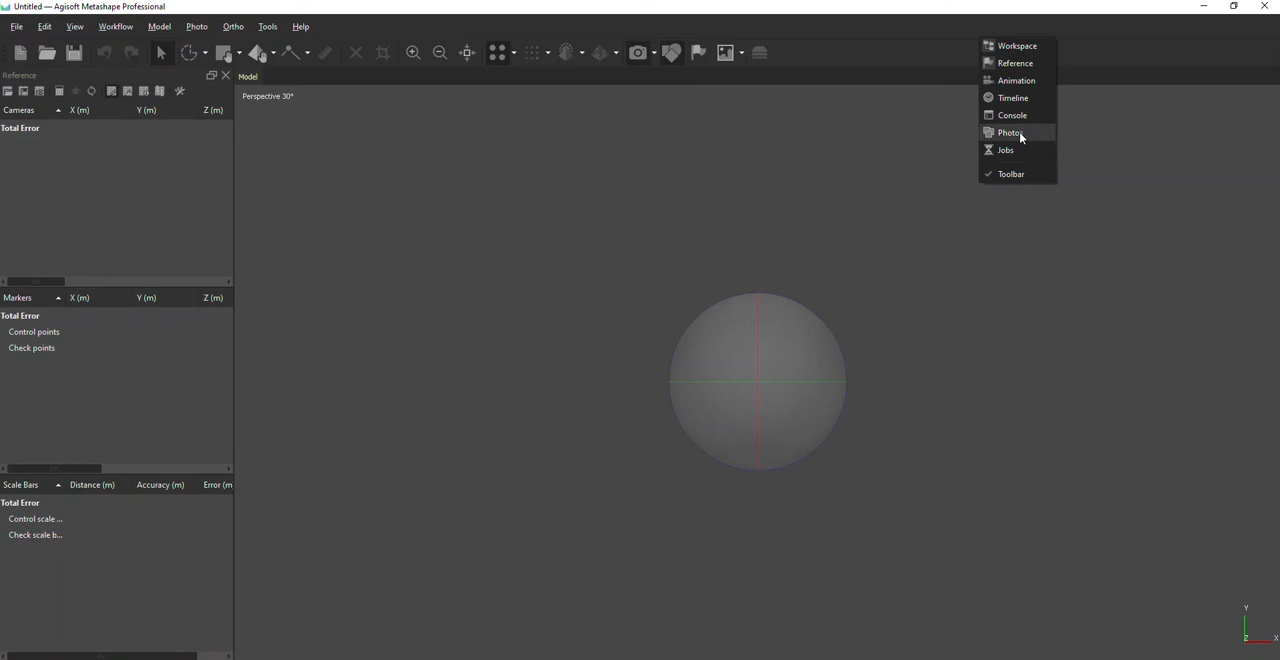 Untitled — Agisoft Metashape Professional
File Edit View Workflow Model Photo Ortho Tools Help
Reference
Model
Perspective 30°
Cameras X (m) Y (m) Z (m)
Total Error
Markers X (m) Y (m) Z (m)
Total Error
Control points
Check points
Scale Bars Distance (m) Accuracy (m) Error (m
Total Error
Control scale ...
Check scale b...
Workspace
Reference
Animation
Timeline
Console
Photos
Jobs
Toolbar
Y
Z X